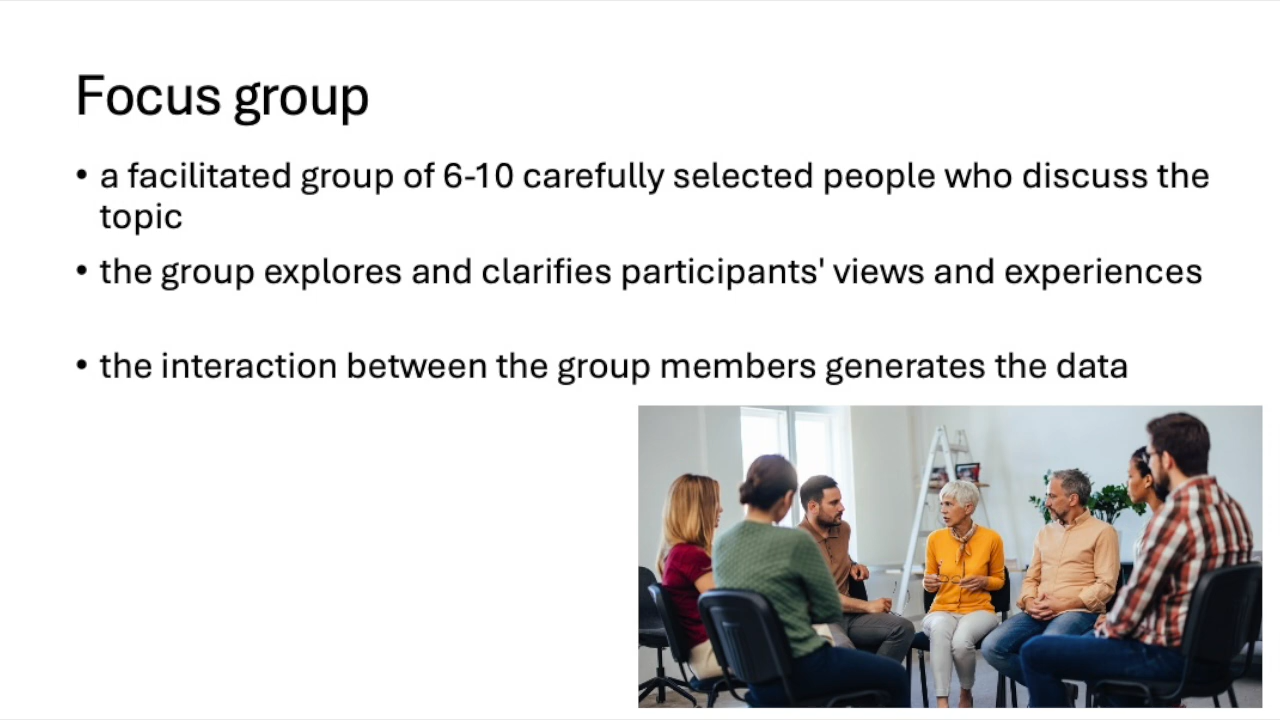 Focus group
• a facilitated group of 6-10 carefully selected people who discuss the
topic
• the group explores and clarifies participants' views and experiences
• the interaction between the group members generates the data